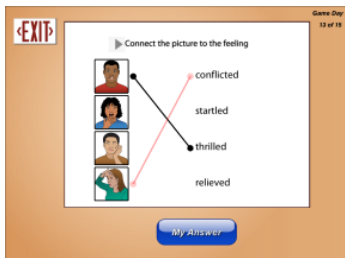 Game Day
13 of 15
‹EXIT›
Connect the picture to the feeling
conflicted
startled
thrilled
relieved
My Answer